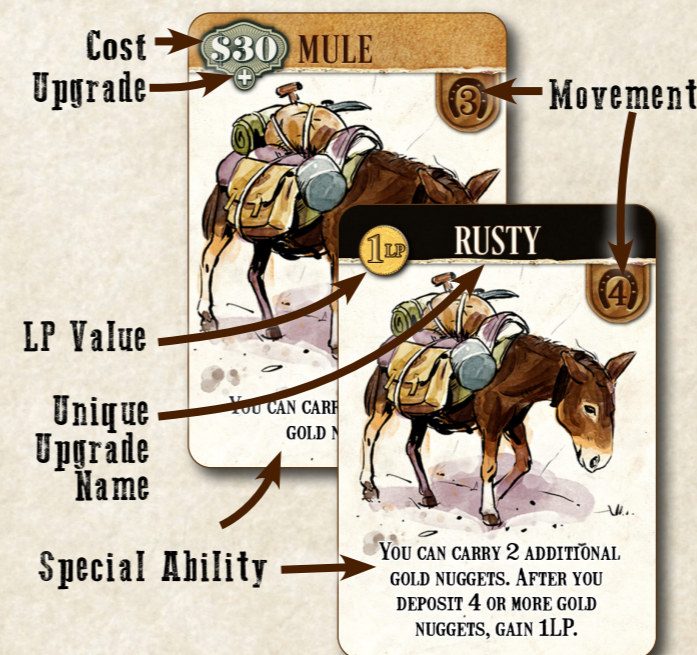 Cost
$30
MULE
Upgrade
+
3
Movement
1LP
RUSTY
4
LP Value
Unique
Upgrade
Name
YOU CAN CARR
GOLD N
Special Ability
YOU CAN CARRY 2 ADDITIONAL
GOLD NUGGETS. AFTER YOU
DEPOSIT 4 OR MORE GOLD
NUGGETS, GAIN 1LP.